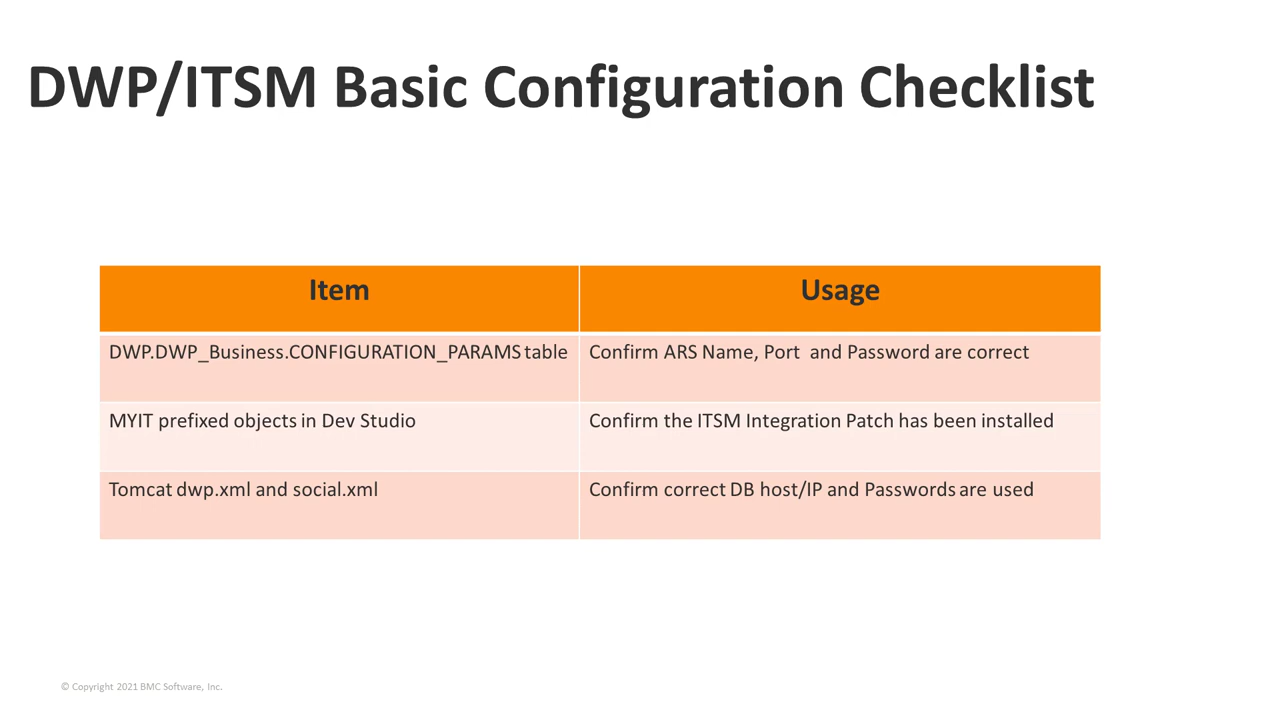 DWP/ITSM Basic Configuration Checklist
Item
Usage
DWP.DWP_Business.CONFIGURATION_PARAMS table
Confirm ARS Name, Port and Password are correct
MYIT prefixed objects in Dev Studio
Confirm the ITSM Integration Patch has been installed
Tomcat dwp.xml and social.xml
Confirm correct DB host/IP and Passwords are used
© Copyright 2021 BMC Software, Inc.